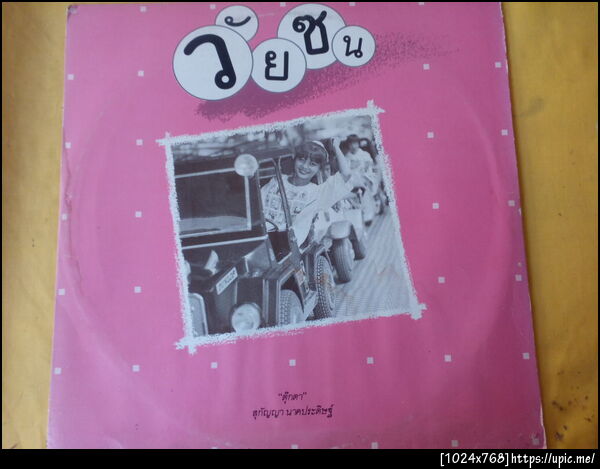 วัยซน
"ตุ๊กตา"
สุกัญญา นาคประดิษฐ์
[1024x768]https://upic.me/